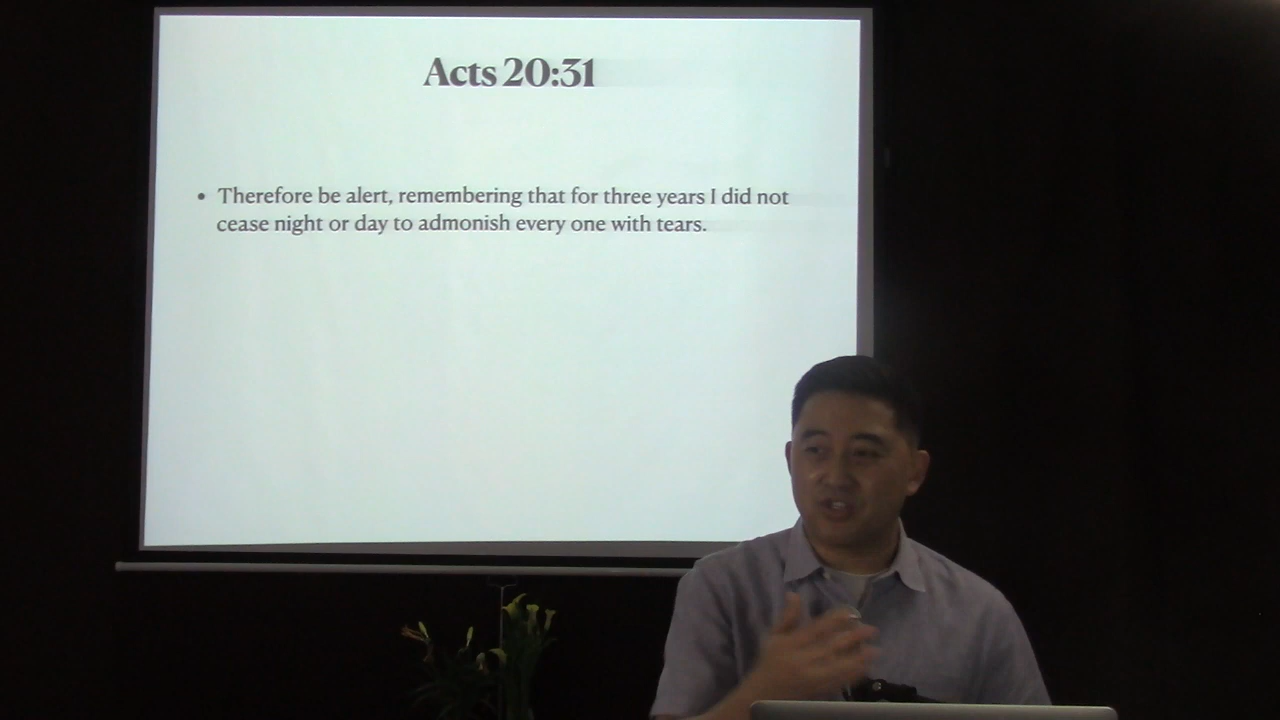 Acts 20:31
• Therefore be alert, remembering that for three years I did not
cease night or day to admonish every one with tears.